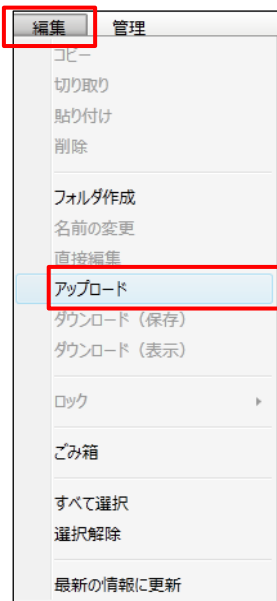 編集 管理
コピー
切り取り
貼り付け
削除
フォルダ作成
名前の変更
直接編集
アップロード
ダウンロード（保存）
ダウンロード（表示）
ロック
ごみ箱
すべて選択
選択解除
最新の情報に更新